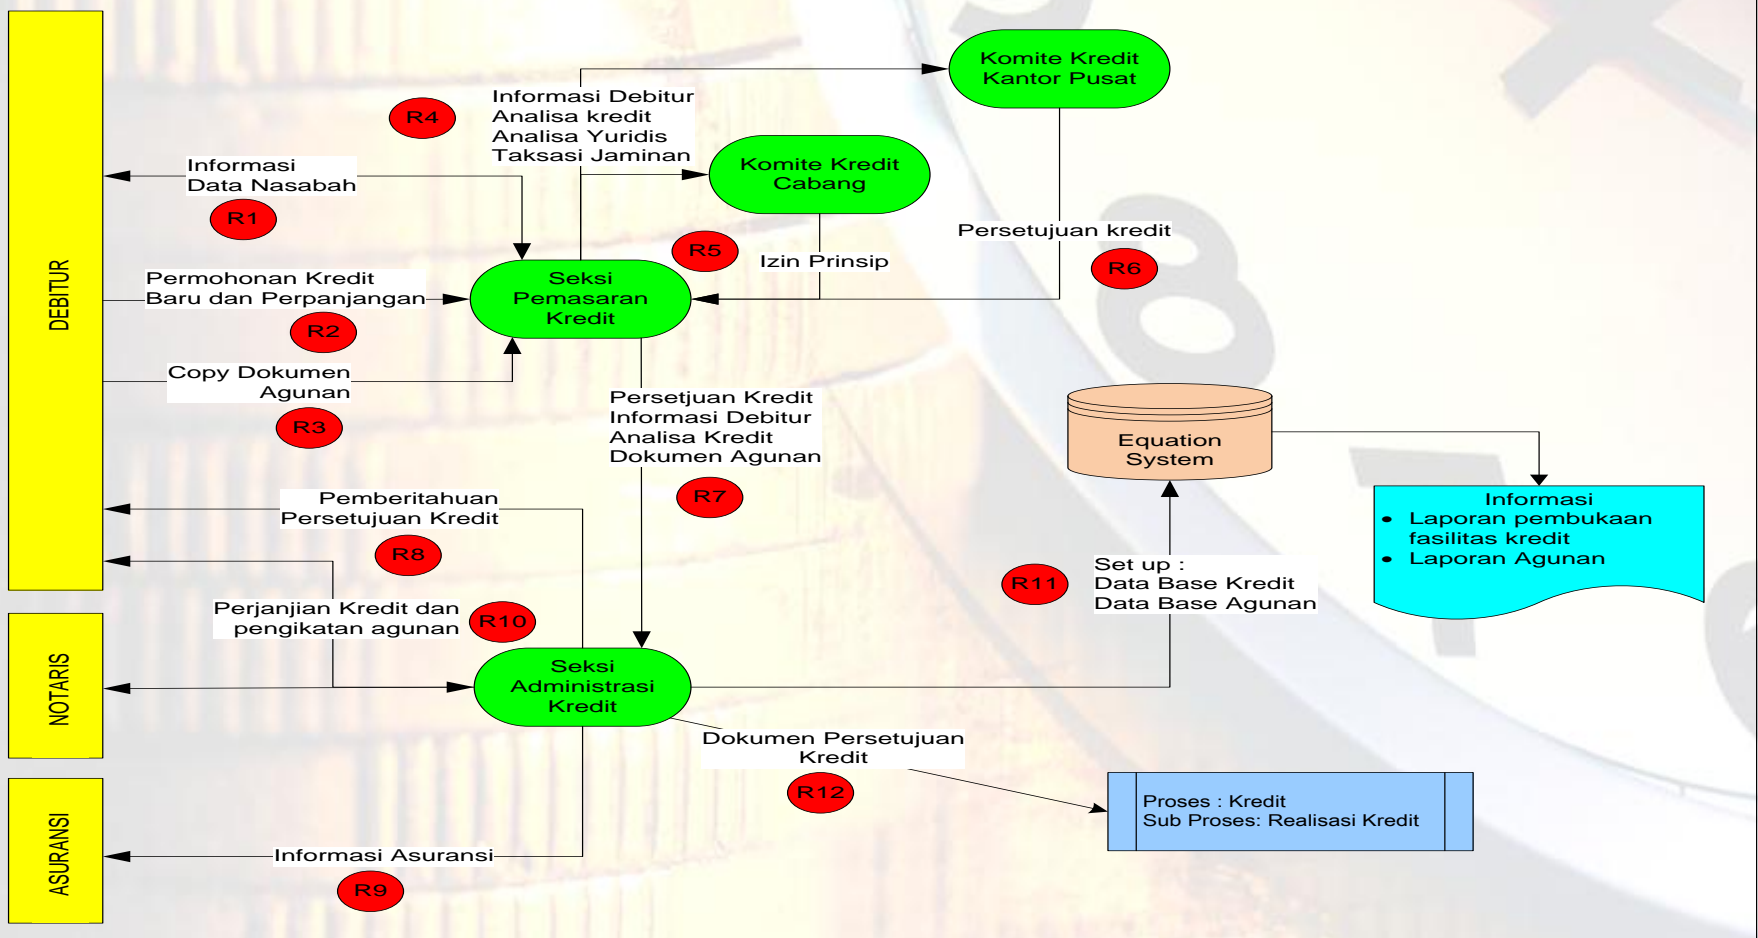 DEBITUR
NOTARIS
ASURANSI
Komite Kredit
Kantor Pusat
Informasi Debitur
Analisa kredit
Analisa Yuridis
Taksasi Jaminan
R4
Komite Kredit
Cabang
Informasi
Data Nasabah
R1
Persetujuan kredit
R6
R5
Izin Prinsip
Permohonan Kredit
Baru dan Perpanjangan
R2
Seksi
Pemasaran
Kredit
Copy Dokumen
Agunan
R3
Persetjuan Kredit
Informasi Debitur
Analisa Kredit
Dokumen Agunan
R7
Equation
System
Informasi
• Laporan pembukaan
fasilitas kredit
• Laporan Agunan
Pemberitahuan
Persetujuan Kredit
R8
R11
Set up :
Data Base Kredit
Data Base Agunan
Perjanjian Kredit dan
pengikatan agunan
R10
Seksi
Administrasi
Kredit
Dokumen Persetujuan
Kredit
R12
Proses : Kredit
Sub Proses: Realisasi Kredit
Informasi Asuransi
R9